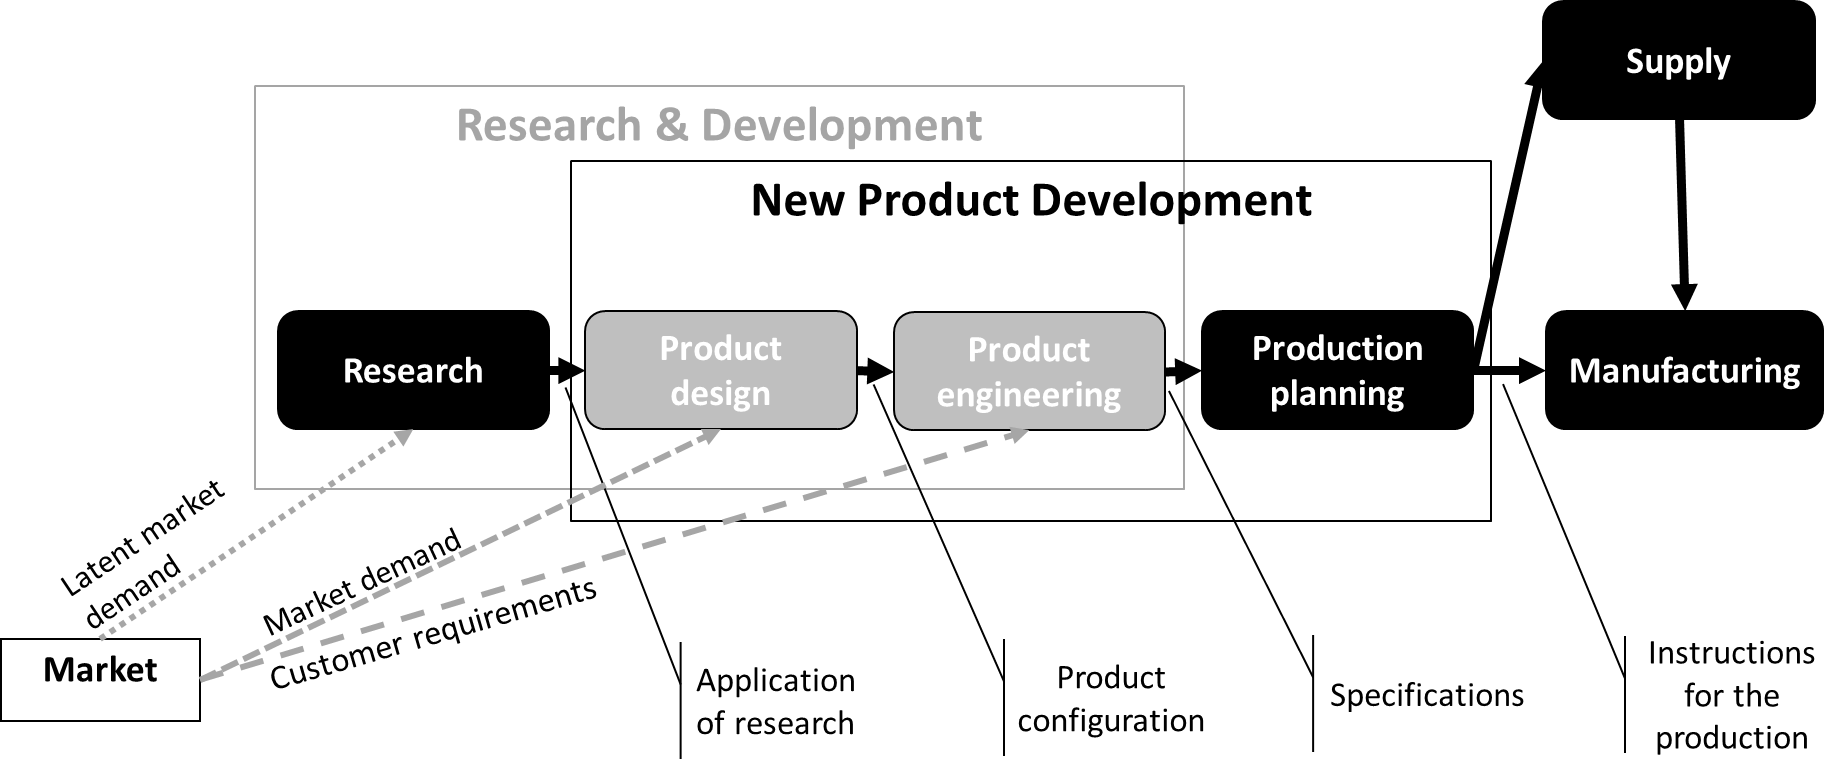 Supply
Research & Development
New Product Development
Research
Product
design
Product
engineering
Production
planning
Manufacturing
Latent market
demand
Market demand
Customer requirements
Market
Application
of research
Product
configuration
Specifications
Instructions
for the
production